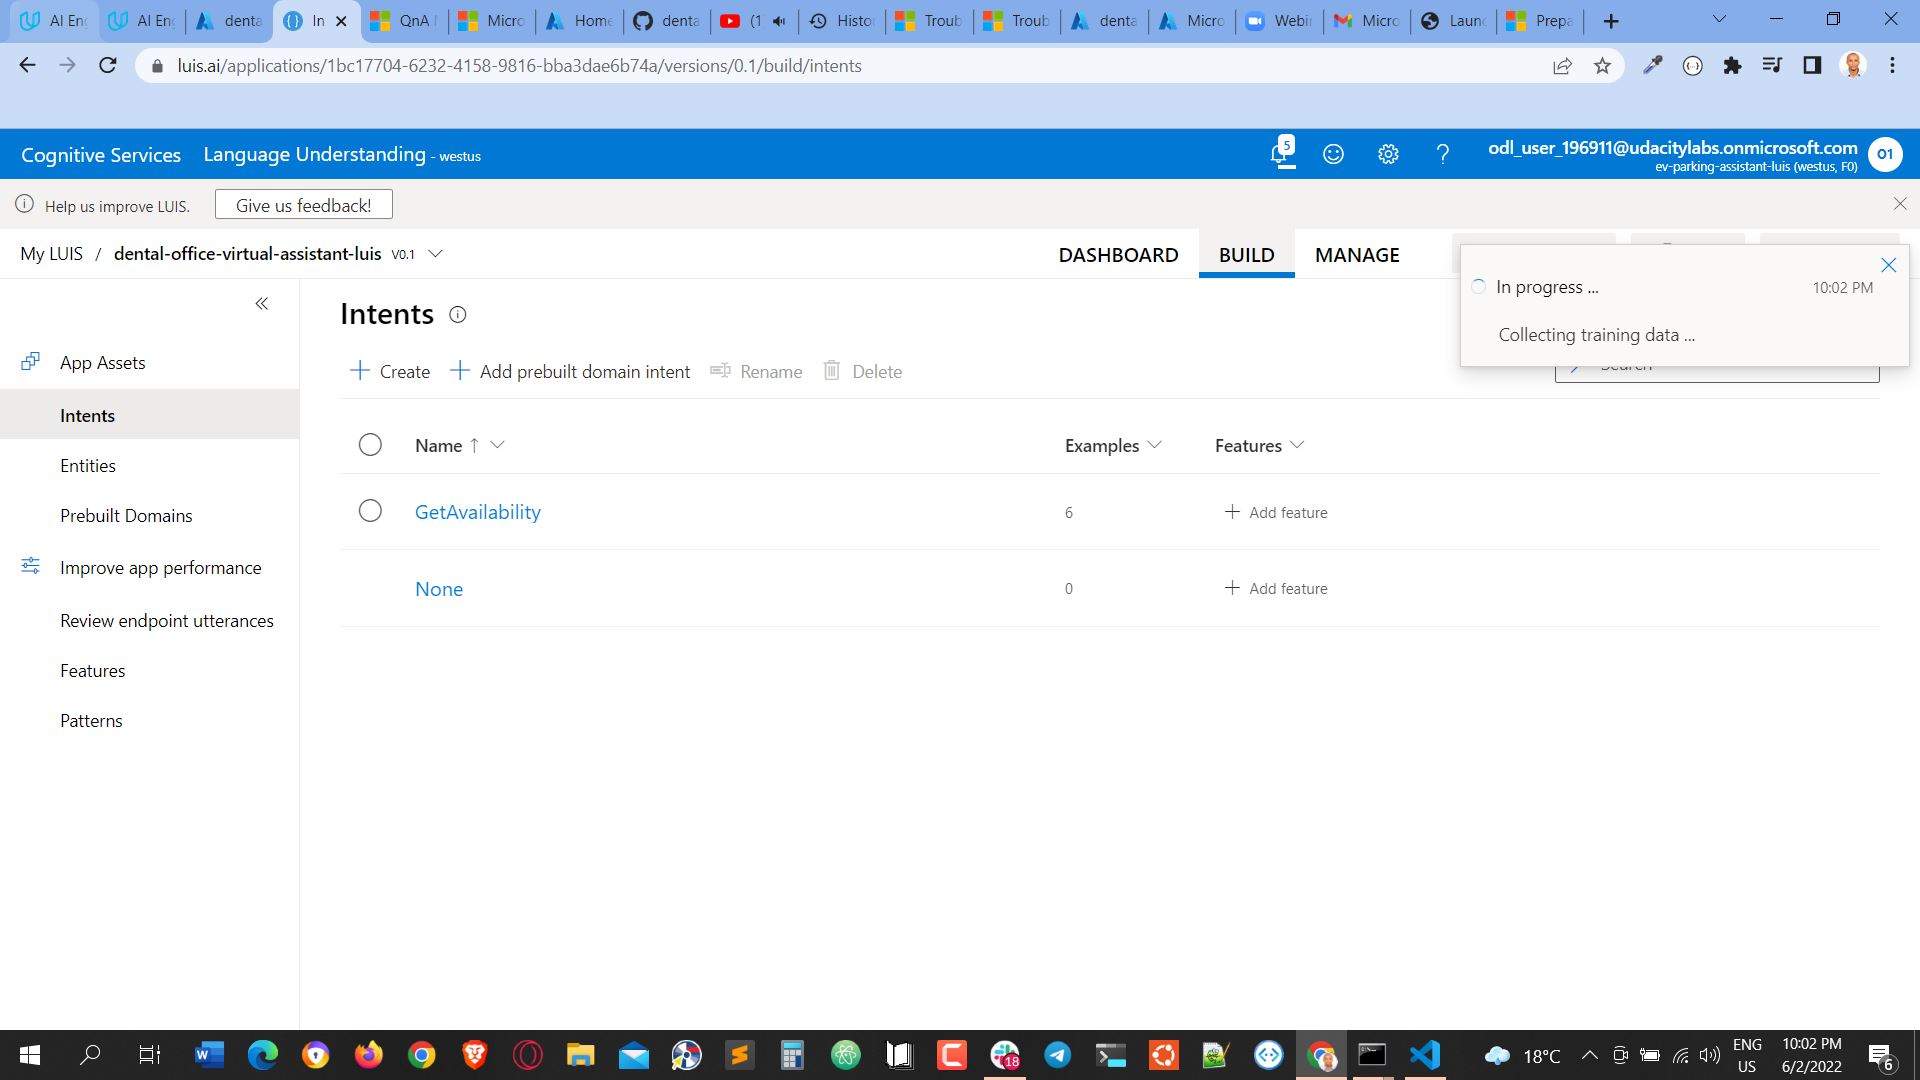 AI Eng
AI Eng
denta
In
QnA M
Micro
Home
denta
(1
Histor
Troub
Troub
denta
Micro
Webin
Micro
Launc
Prepa
luis.ai/applications/1bc17704-6232-4158-9816-bba3dae6b74a/versions/0.1/build/intents
Cognitive Services
Language Understanding - westus
5
odl_user_196911@udacitylabs.onmicrosoft.com
ev-parking-assistant-luis (westus, F0)
O1
Help us improve LUIS.
Give us feedback!
My LUIS / dental-office-virtual-assistant-luis V0.1
DASHBOARD
BUILD
MANAGE
In progress ...
10:02 PM
Collecting training data ...
Intents
App Assets
Intents
Entities
Prebuilt Domains
Improve app performance
Review endpoint utterances
Features
Patterns
Create
Add prebuilt domain intent
Rename
Delete
Search
Name ↑
Examples
Features
GetAvailability
6
Add feature
None
0
Add feature
18
18°C
ENG
US
10:02 PM
6/2/2022
6